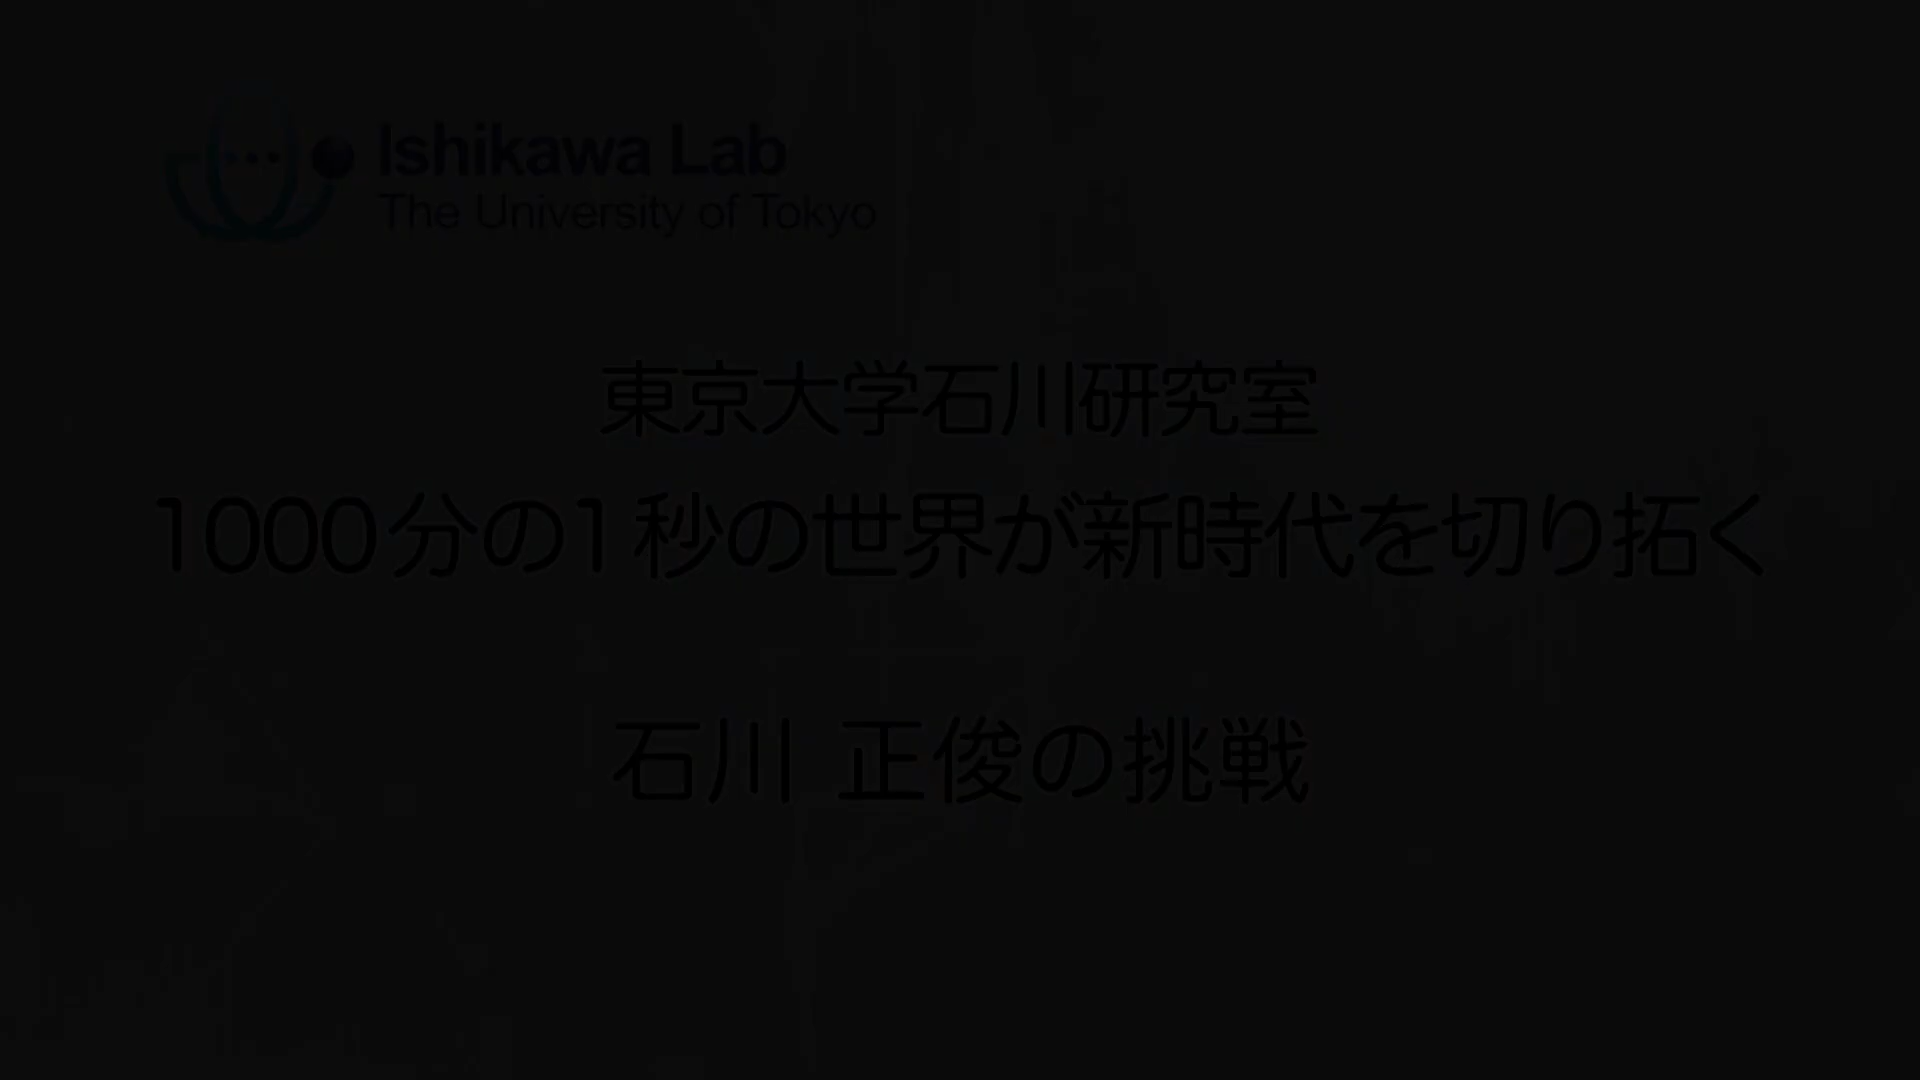 Ishikawa Lab
The University of Tokyo
東京大学石川研究室
1000分の1秒の世界が新時代を切り拓く
石川 正俊の挑戦